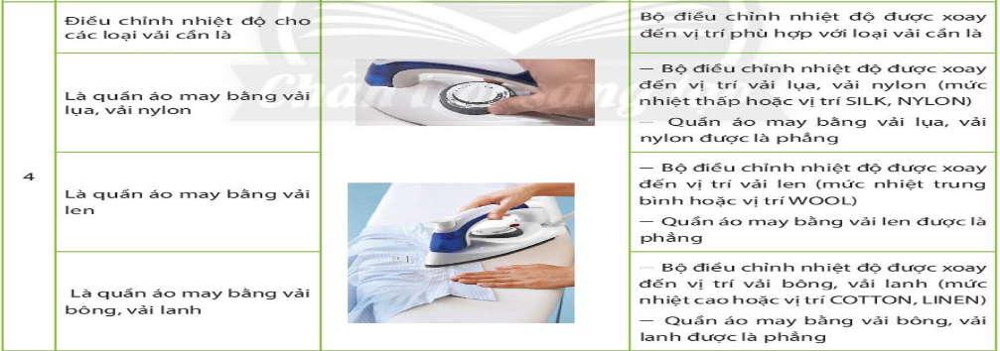 4
Điều chỉnh nhiệt độ cho
các loại vải cần là
Bộ điều chỉnh nhiệt độ được xoay
đến vị trí phù hợp với loại vải cần là
Là quần áo may bằng vải
lụa, vải nylon
— Bộ điều chỉnh nhiệt độ được xoay
đến vị trí vải lụa, vải nylon (mức
nhiệt thấp hoặc vị trí SILK, NYLON)
— Quần áo may bằng vải lụa, vải
nylon được là phẳng
Là quần áo may bằng vải
len
— Bộ điều chỉnh nhiệt độ được xoay
đến vị trí vải len (mức nhiệt trung
bình hoặc vị trí WOOL)
— Quần áo may bằng vải len được là
phẳng
Là quần áo may bằng vải
bông, vải lanh
— Bộ điều chỉnh nhiệt độ được xoay
đến vị trí vải bông, vải lanh (mức
nhiệt cao hoặc vị trí COTTON, LINEN)
— Quần áo may bằng vải bông, vải
lanh được là phẳng
Chân trời sáng tạo